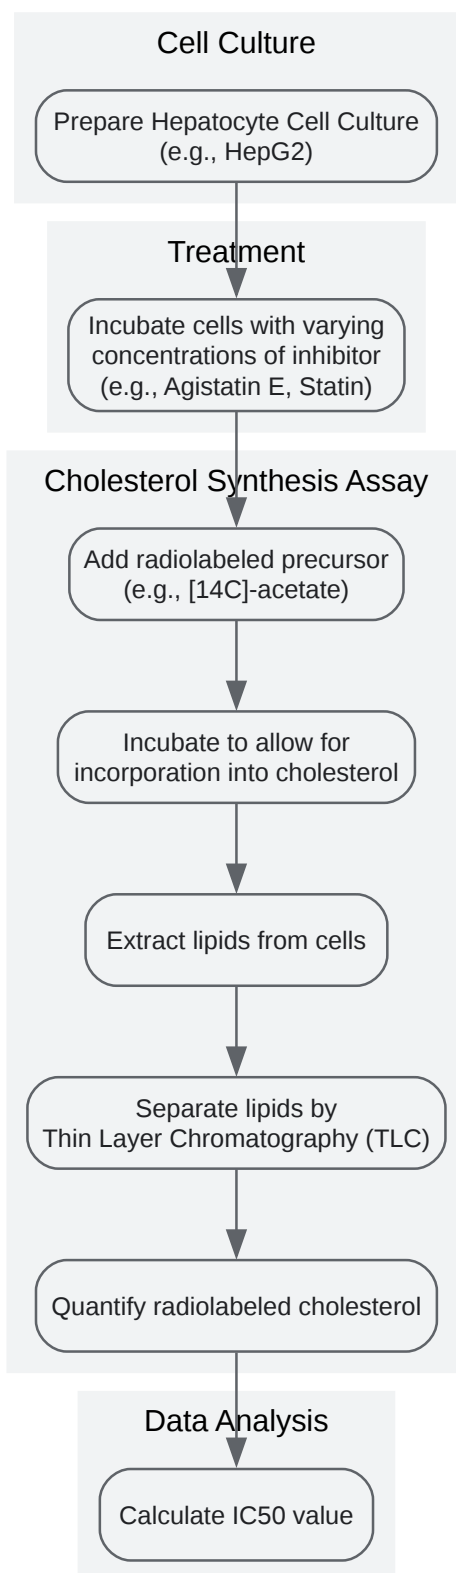 Cell Culture
Prepare Hepatocyte Cell Culture
(e.g., HepG2)
Treatment
Incubate cells with varying
concentrations of inhibitor
(e.g., Agistatin E, Statin)
Cholesterol Synthesis Assay
Add radiolabeled precursor
(e.g., [14C]-acetate)
Incubate to allow for
incorporation into cholesterol
Extract lipids from cells
Separate lipids by
Thin Layer Chromatography (TLC)
Quantify radiolabeled cholesterol
Data Analysis
Calculate IC50 value